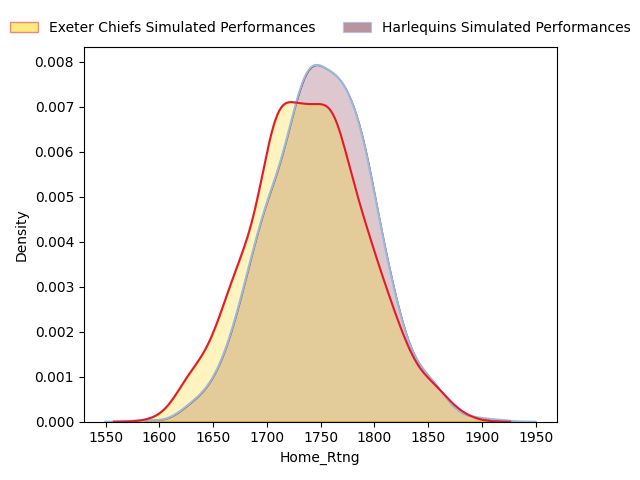 Exeter Chiefs Simulated Performances Harlequins Simulated Performances
0.008
0.007
0.006
0.005
0.004
0.003
0.002
0.001
0.000
Density
1550 1600 1650 1700 1750 1800 1850 1900 1950
Home_Rtng